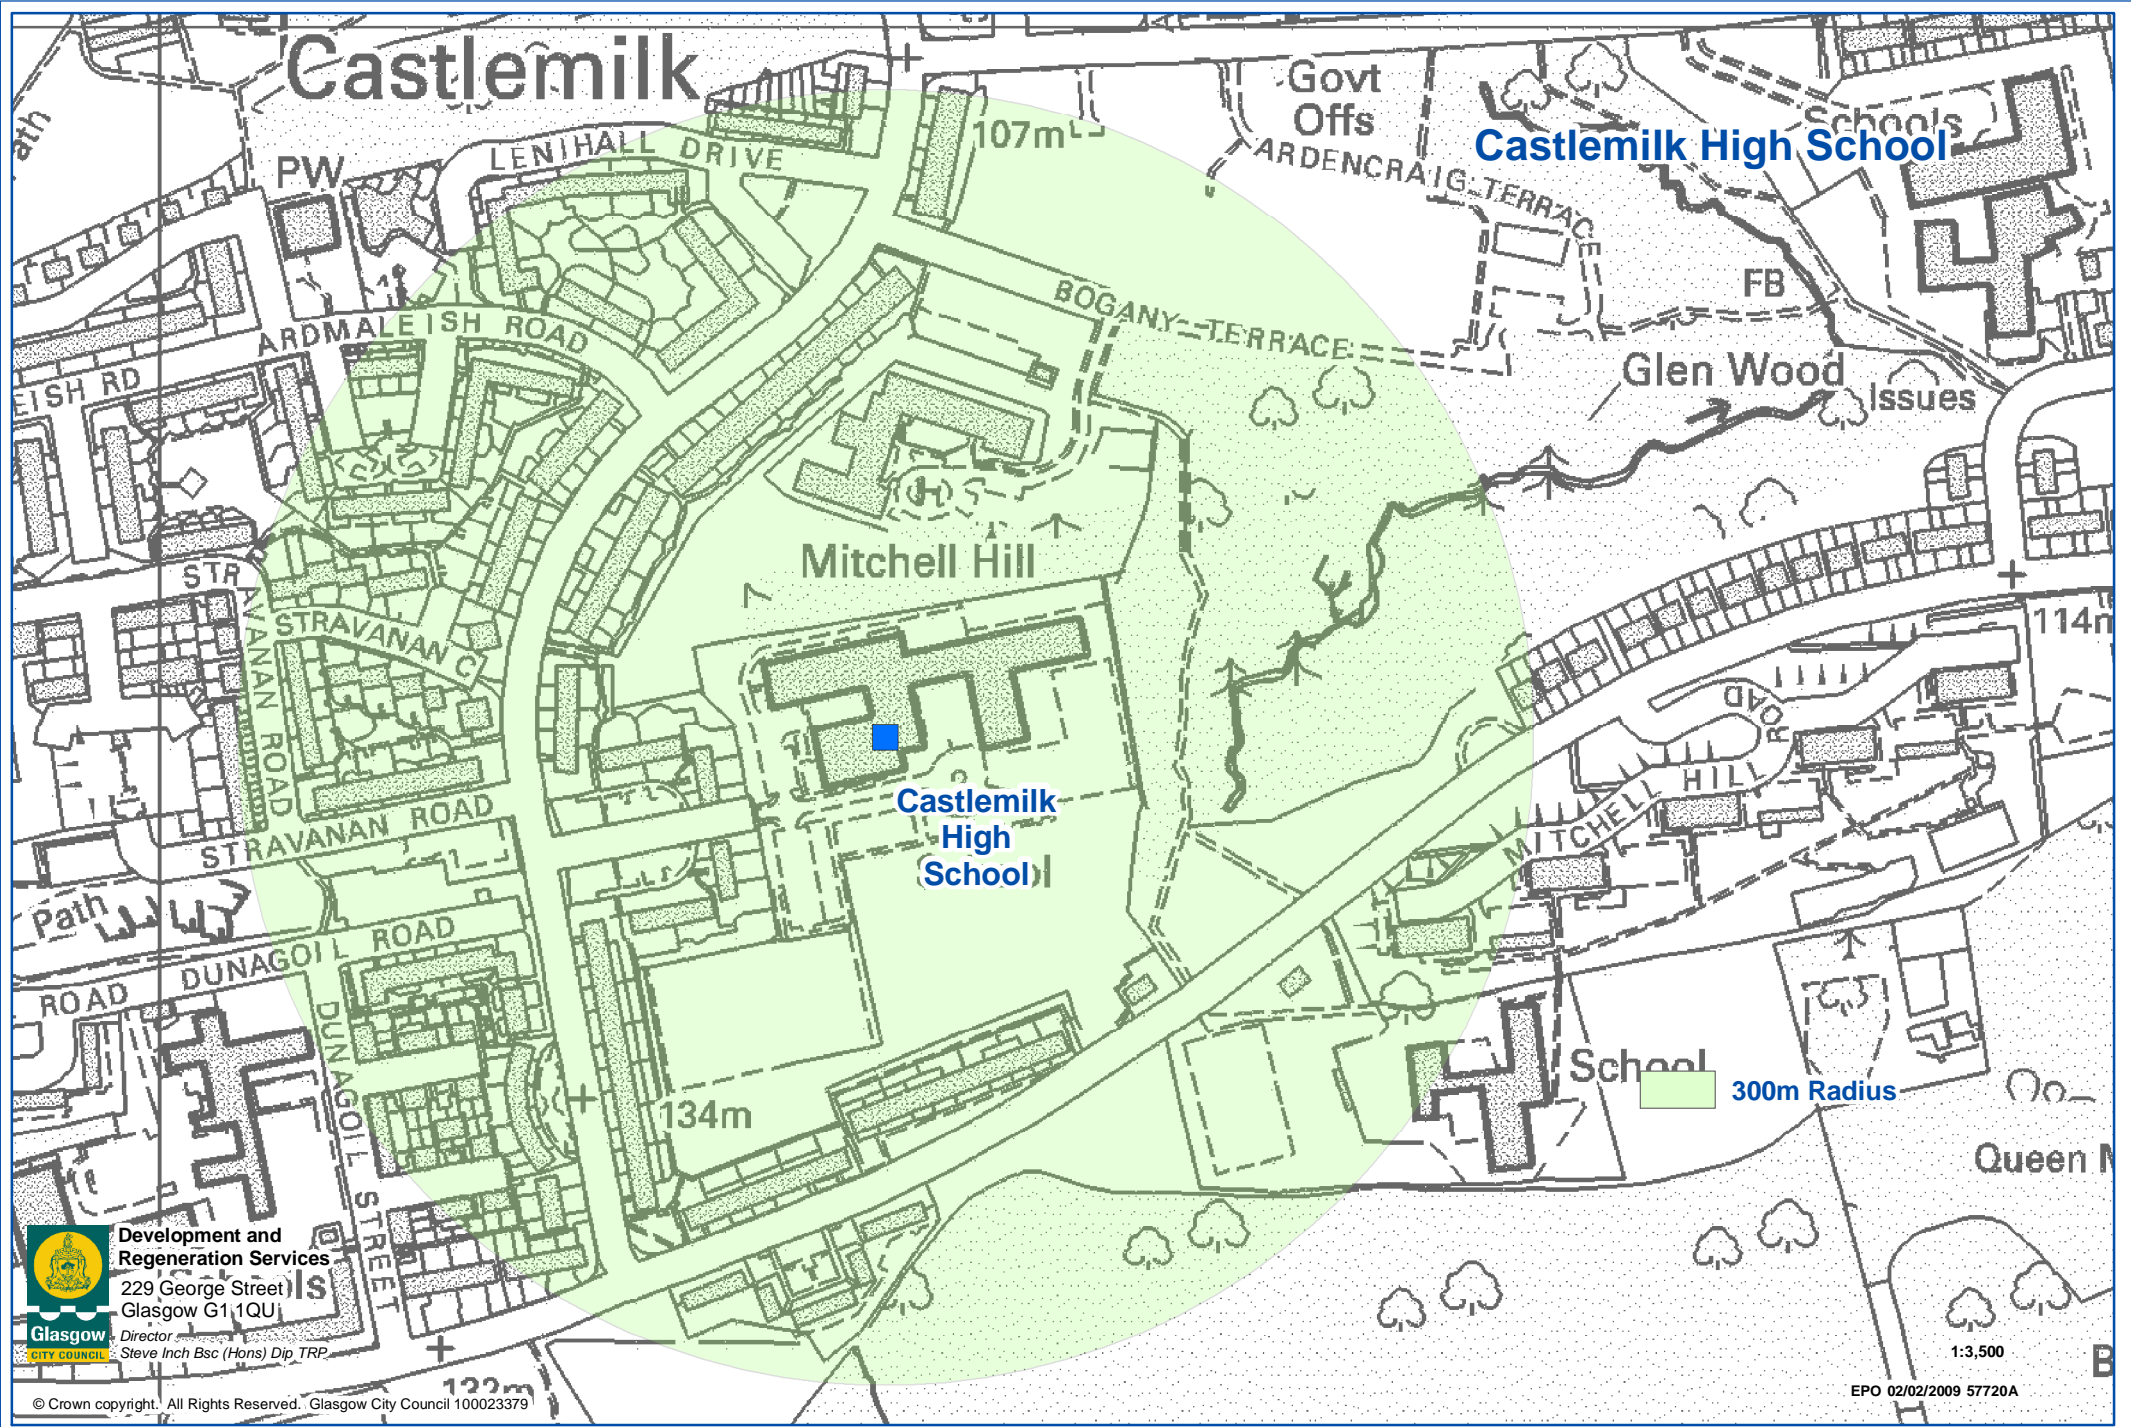 Castlemilk
Govt
Offs
Schools
Castlemilk High School
107m
LENIHALL DRIVE
PW
ARDENCRAIG TERRACE
FB
BOGANY TERRACE
ARDMALEISH ROAD
EISH RD
Glen Wood
Issues
Mitchell Hill
STRAVANAN C
STRAVANAN ROAD
114m
STRAVANAN ROAD
MITCHELL HILL ROAD
Castlemilk
High
School
Path
DUNAGOIL ROAD
ROAD
DUNAGOIL STREET
134m
School
300m Radius
Queen M
Development and
Regeneration Services
229 George Street
Glasgow G1 1QU
Director
Steve Inch Bsc (Hons) Dip TRP
Glasgow
CITY COUNCIL
132m
1:3,500
B
EPO 02/02/2009 57720A
© Crown copyright. All Rights Reserved. Glasgow City Council 100023379